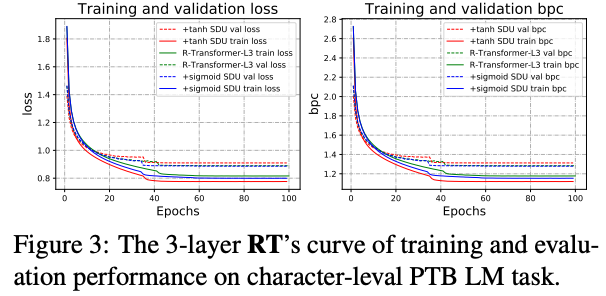 Training and validation loss
loss
1.8
1.6
1.4
1.2
1.0
0.8
+tanh SDU val loss
+tanh SDU train loss
R-Transformer-L3 val loss
R-Transformer-L3 train loss
+sigmoid SDU val loss
+sigmoid SDU train loss
0 20 40 60 80 100
Epochs
Training and validation bpc
bpc
2.8
2.6
2.4
2.2
2.0
1.8
1.6
1.4
1.2
+tanh SDU val bpc
+tanh SDU train bpc
R-Transformer-L3 val bpc
R-Transformer-L3 train bpc
+sigmoid SDU val bpc
+sigmoid SDU train bpc
0 20 40 60 80 100
Epochs
Figure 3: The 3-layer RT's curve of training and evalu-
ation performance on character-leval PTB LM task.